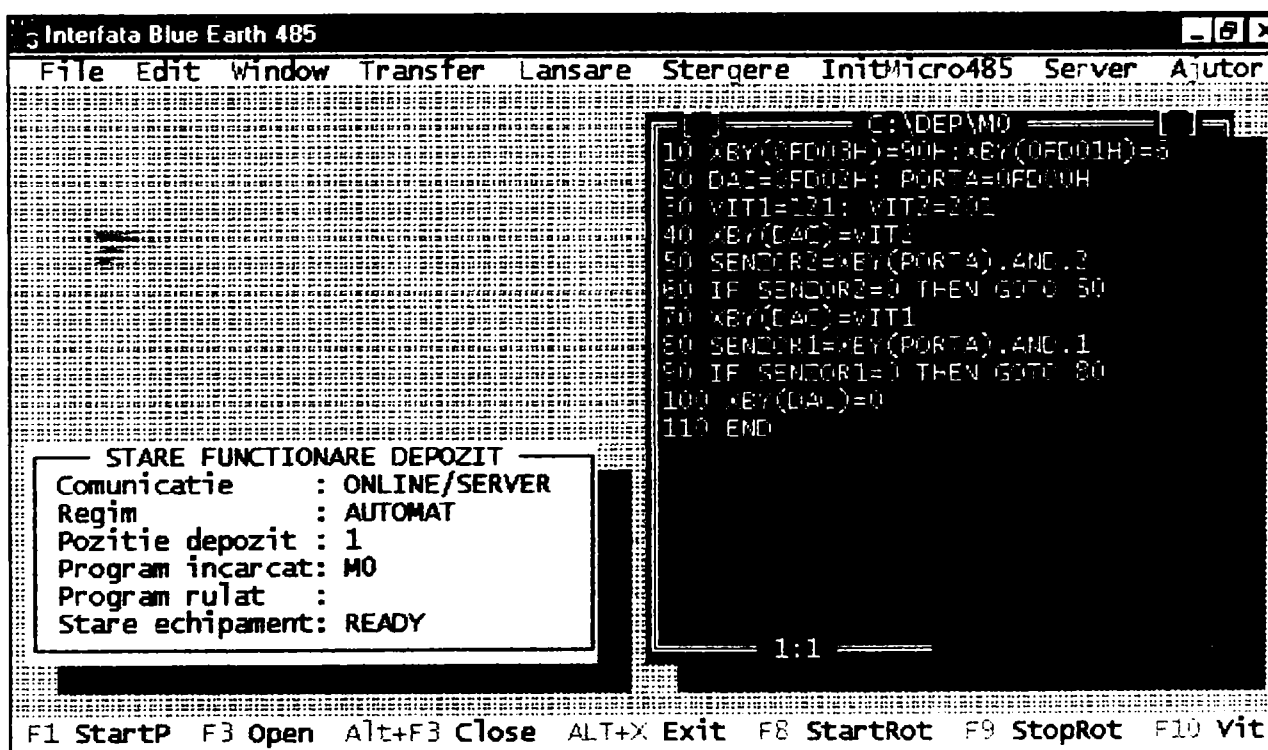 Interfata Blue Earth 485
File Edit Window Transfer Lansare Stergere InitMicro485 Server Ajutor
C:\DEP\M0
10 XBY(0FD03H)=90H:XBY(0FD01H)=6
20 DAC=0FD02H: PORTA=0FD00H
30 VIT1=121: VIT2=201
40 XBY(DAC)=VIT2
50 SENZOR2=XBY(PORTA).AND.2
60 IF SENZOR2=0 THEN GOTO 50
70 XBY(DAC)=VIT1
80 SENZOR1=XBY(PORTA).AND.1
90 IF SENZOR1=0 THEN GOTO 80
100 XBY(DAC)=0
110 END
1:1
STARE FUNCTIONARE DEPOZIT
Comunicatie : ONLINE/SERVER
Regim : AUTOMAT
Pozitie depozit : 1
Program incarcat: M0
Program rulat :
Stare echipament: READY
F1 StartP F3 Open Alt+F3 Close ALT+X Exit F8 StartRot F9 StopRot F10 Vit